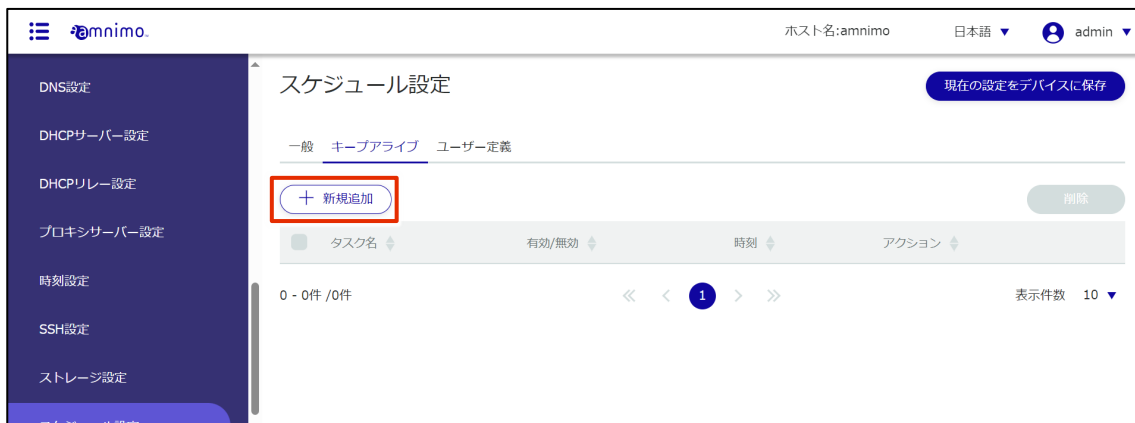 amnimo
ホスト名:amnimo
日本語 ▼
admin ▼
DNS設定
DHCPサーバー設定
DHCPリレー設定
プロキシサーバー設定
時刻設定
SSH設定
ストレージ設定
スケジュール設定
現在の設定をデバイスに保存
一般 キープアライブ ユーザー定義
+ 新規追加
削除
タスク名 有効/無効 時刻 アクション
0 - 0件 /0件
« < 1 > »
表示件数 10 ▼